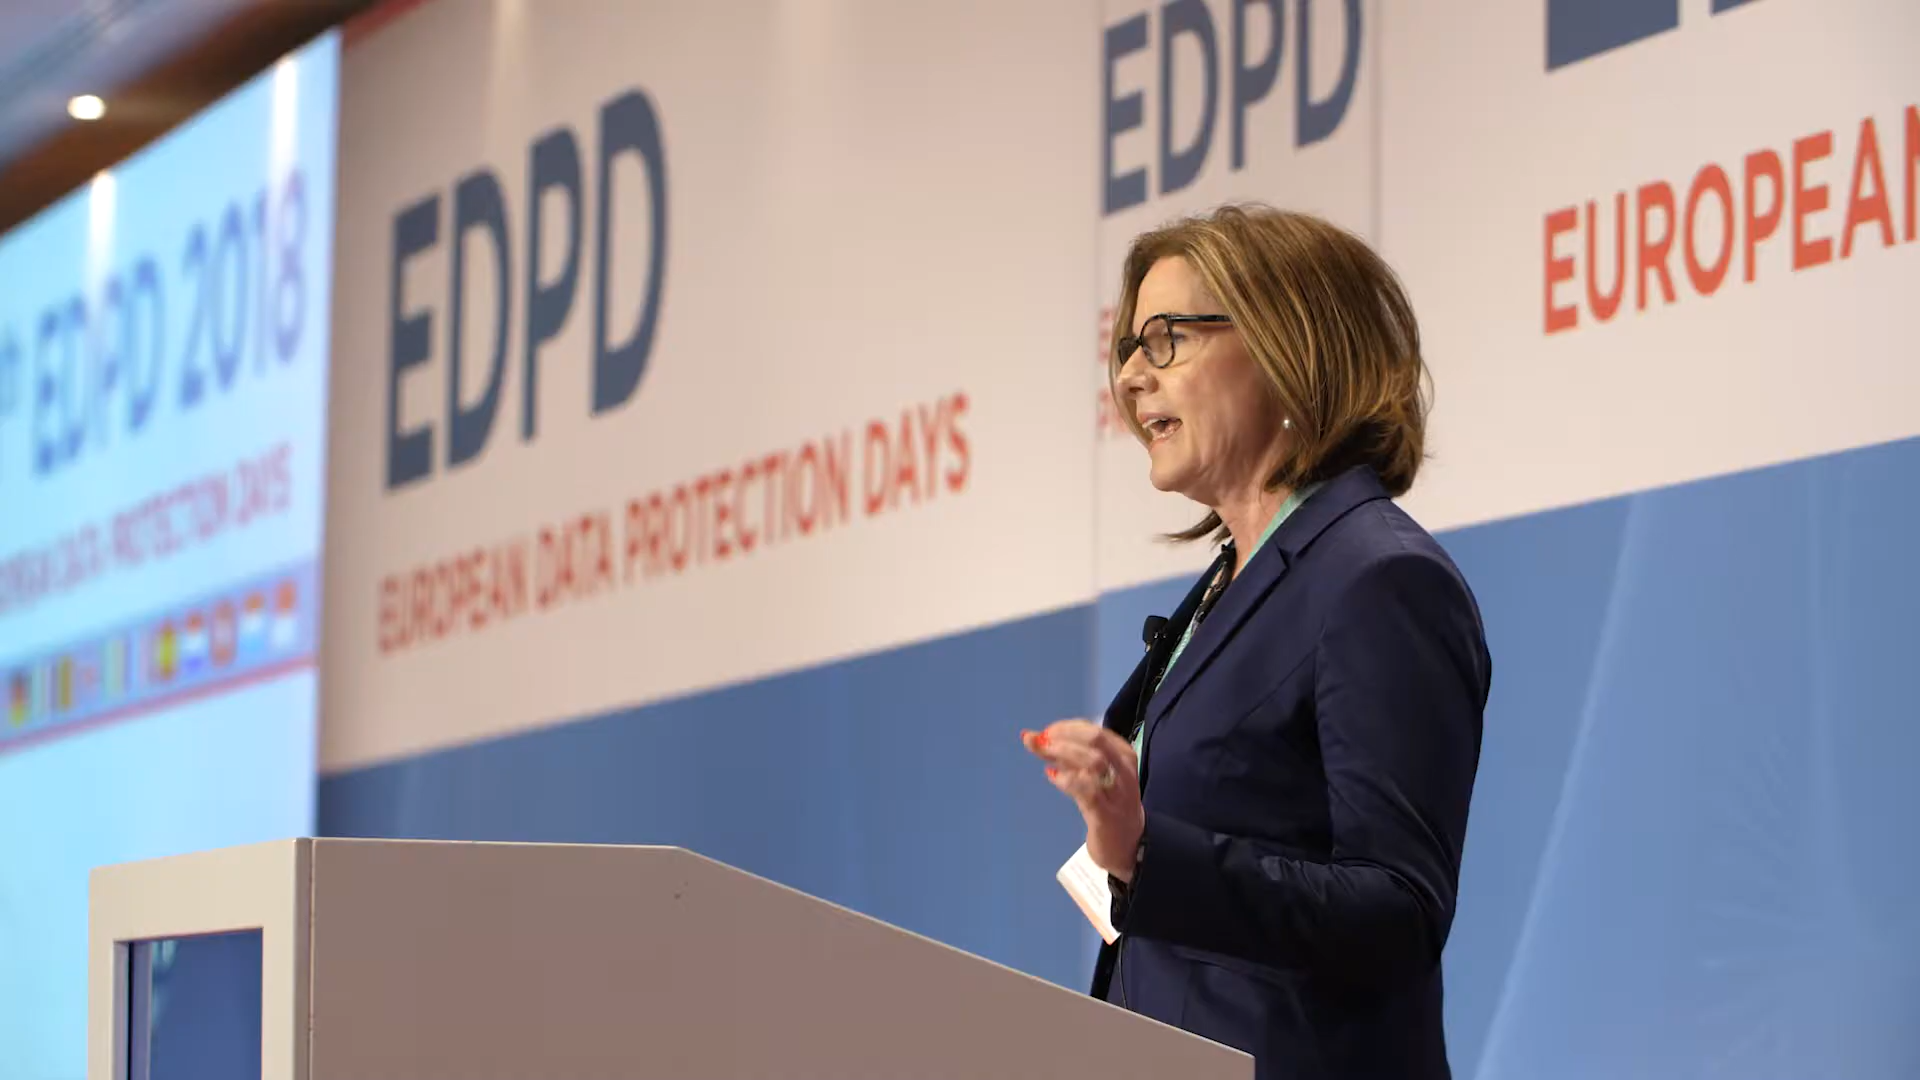 EDPD 2018
EUROPEAN DATA PROTECTION DAYS
EDPD
EUROPEAN DATA PROTECTION DAYS
EDPD
EUROPEAN